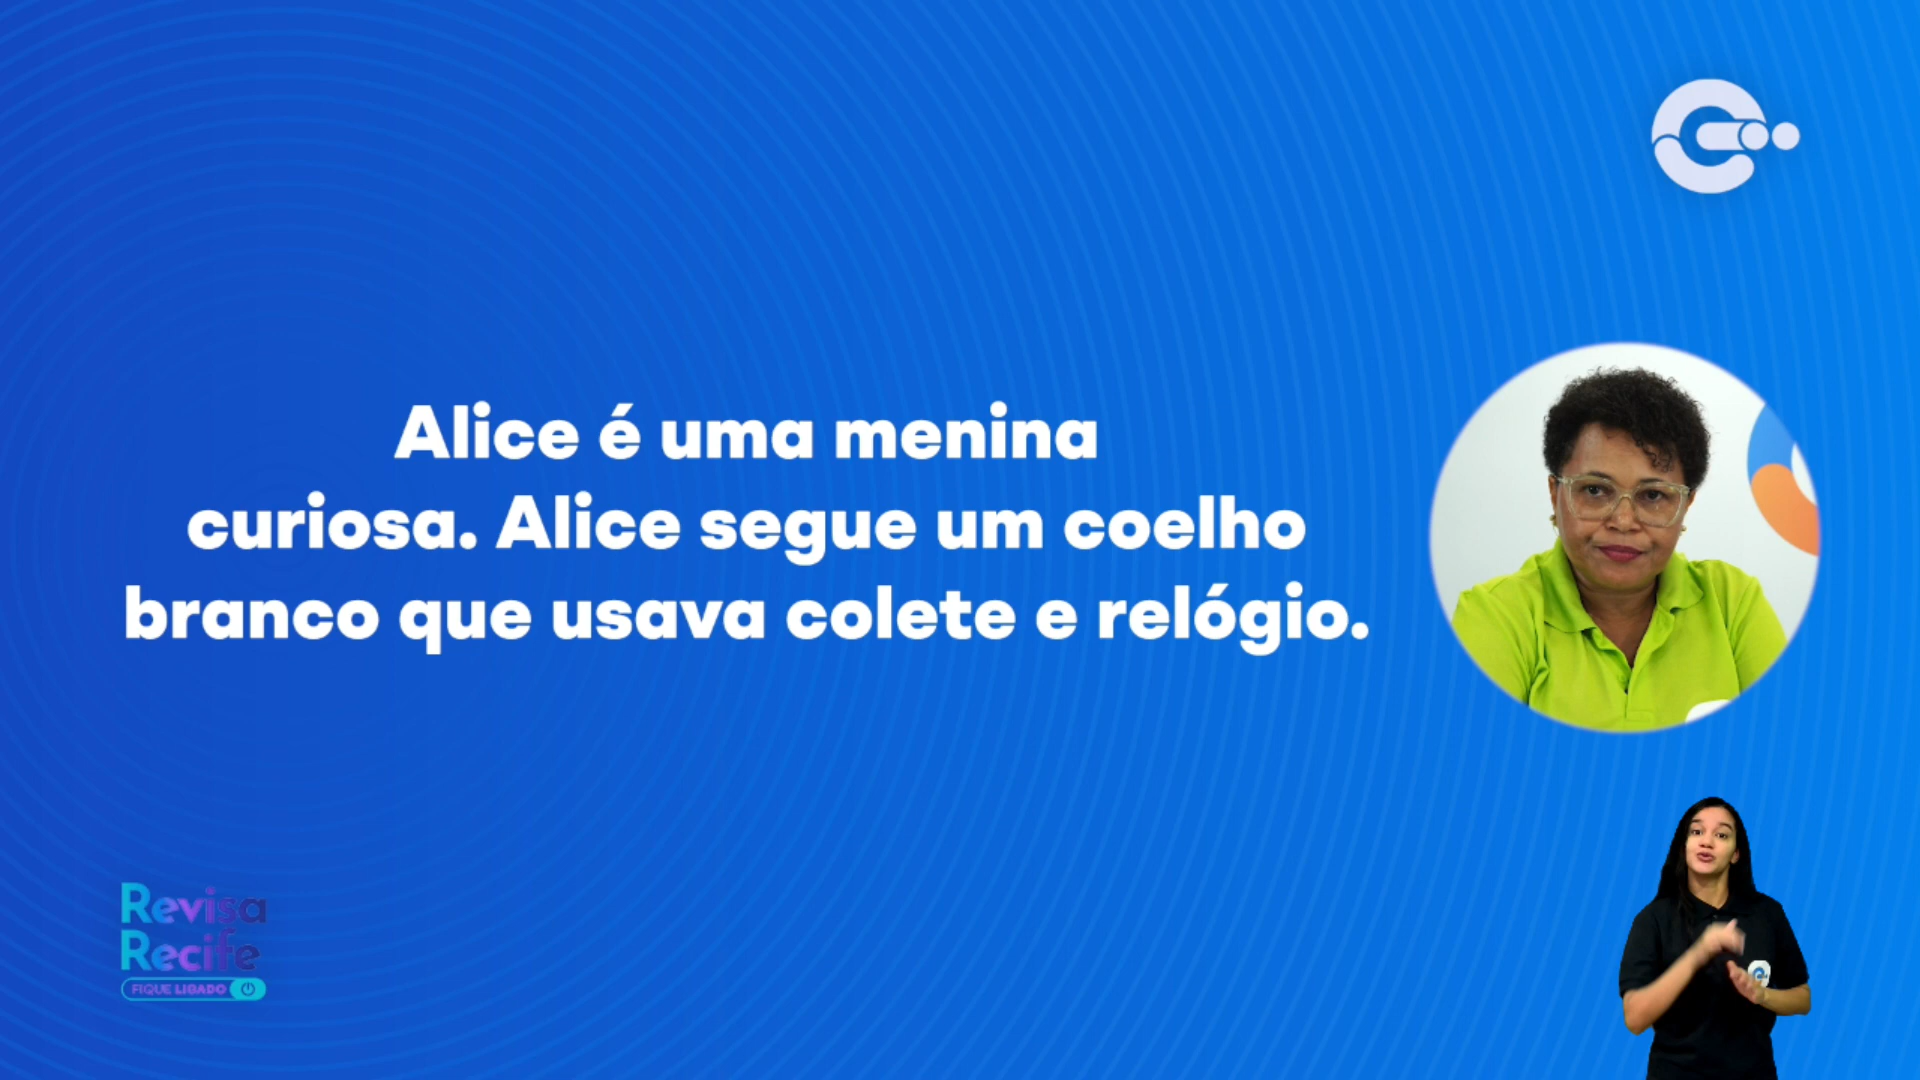 Alice é uma menina
curiosa. Alice segue um coelho
branco que usava colete e relógio.
Revisa
Recife
FIQUE LIGADO